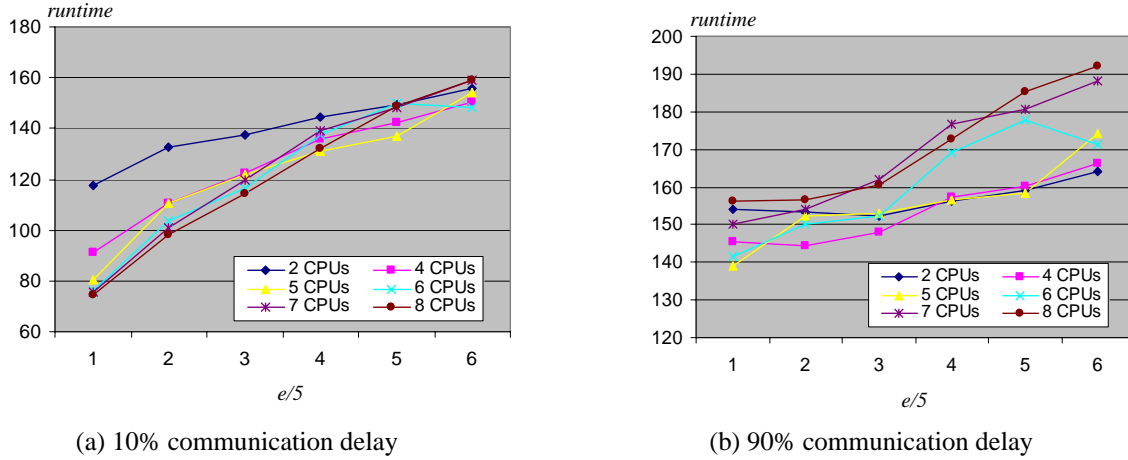 runtime
180
160
140
120
100
80
60
1 2 3 4 5 6
2 CPUs 4 CPUs
5 CPUs 6 CPUs
7 CPUs 8 CPUs
e/5
(a) 10% communication delay
runtime
200
190
180
170
160
150
140
130
120
1 2 3 4 5 6
2 CPUs 4 CPUs
5 CPUs 6 CPUs
7 CPUs 8 CPUs
e/5
(b) 90% communication delay